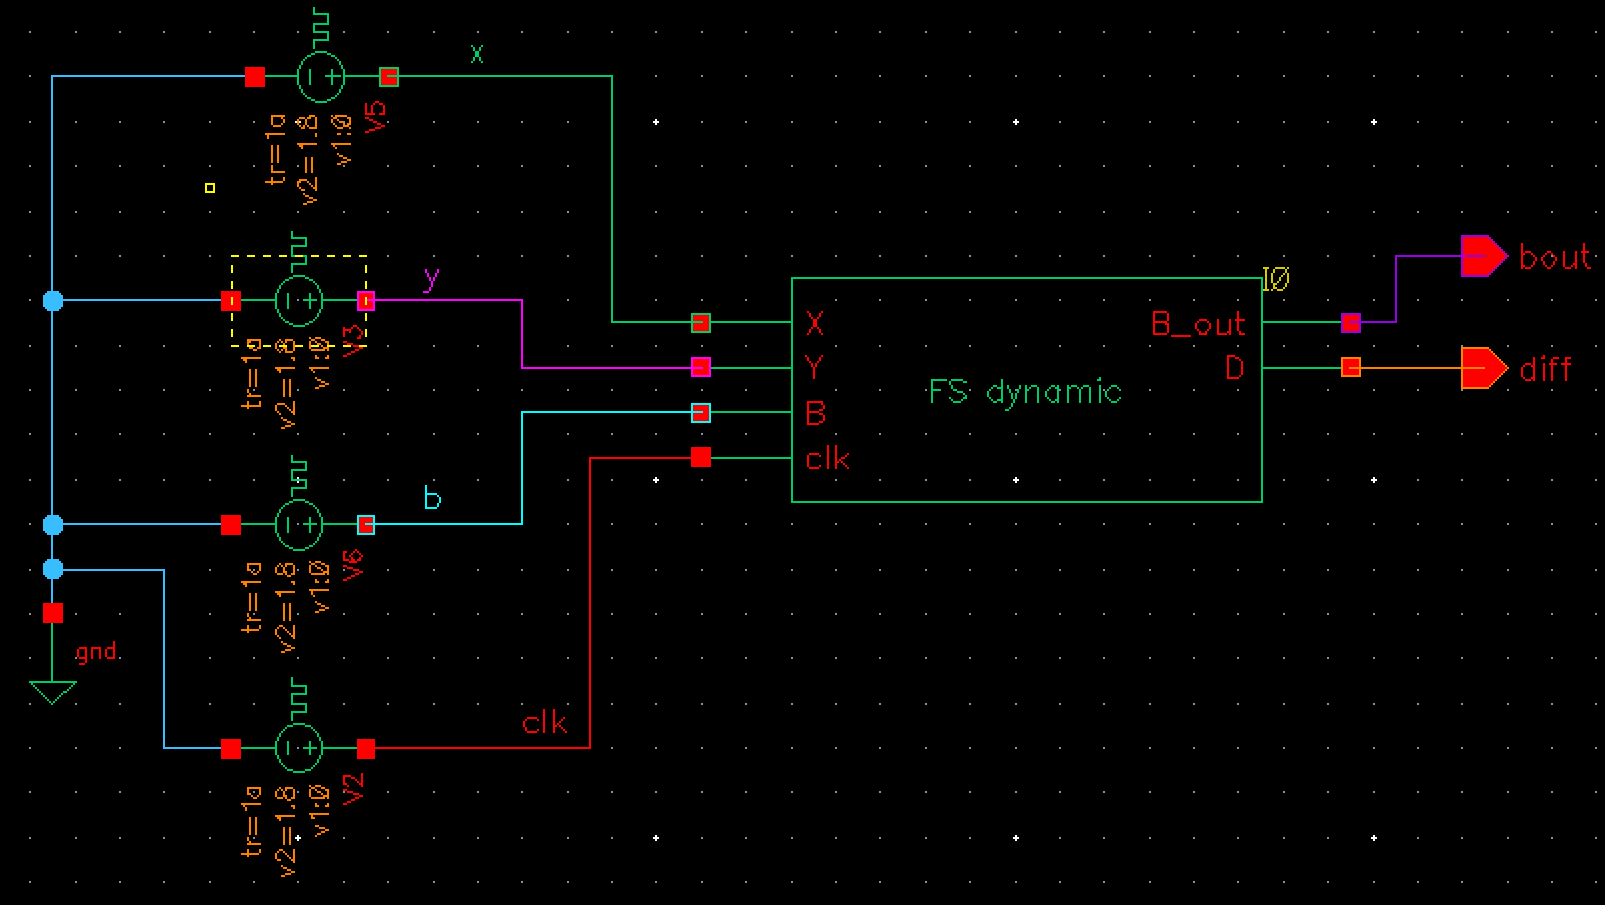 x
tr=1a
v2=1.8
v1:0
V5
y
tr=1a
v2=1.8
v1:0
V3
b
tr=1a
v2=1.8
v1:0
V6
clk
tr=1a
v2=1.8
v1:0
V2
gnd
I0
X
Y
B
clk
FS dynamic
B_out
D
bout
diff